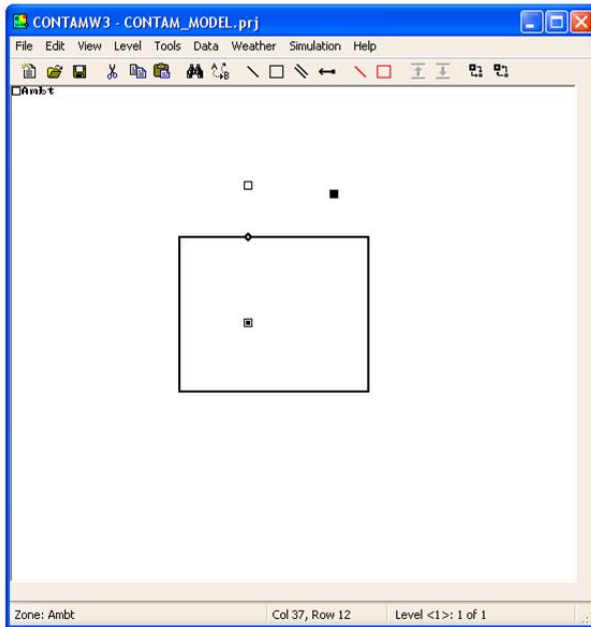 CONTAMW3 - CONTAM_MODEL.prj
File Edit View Level Tools Data Weather Simulation Help
Ambt
Zone: Ambt Col 37, Row 12 Level <1>: 1 of 1